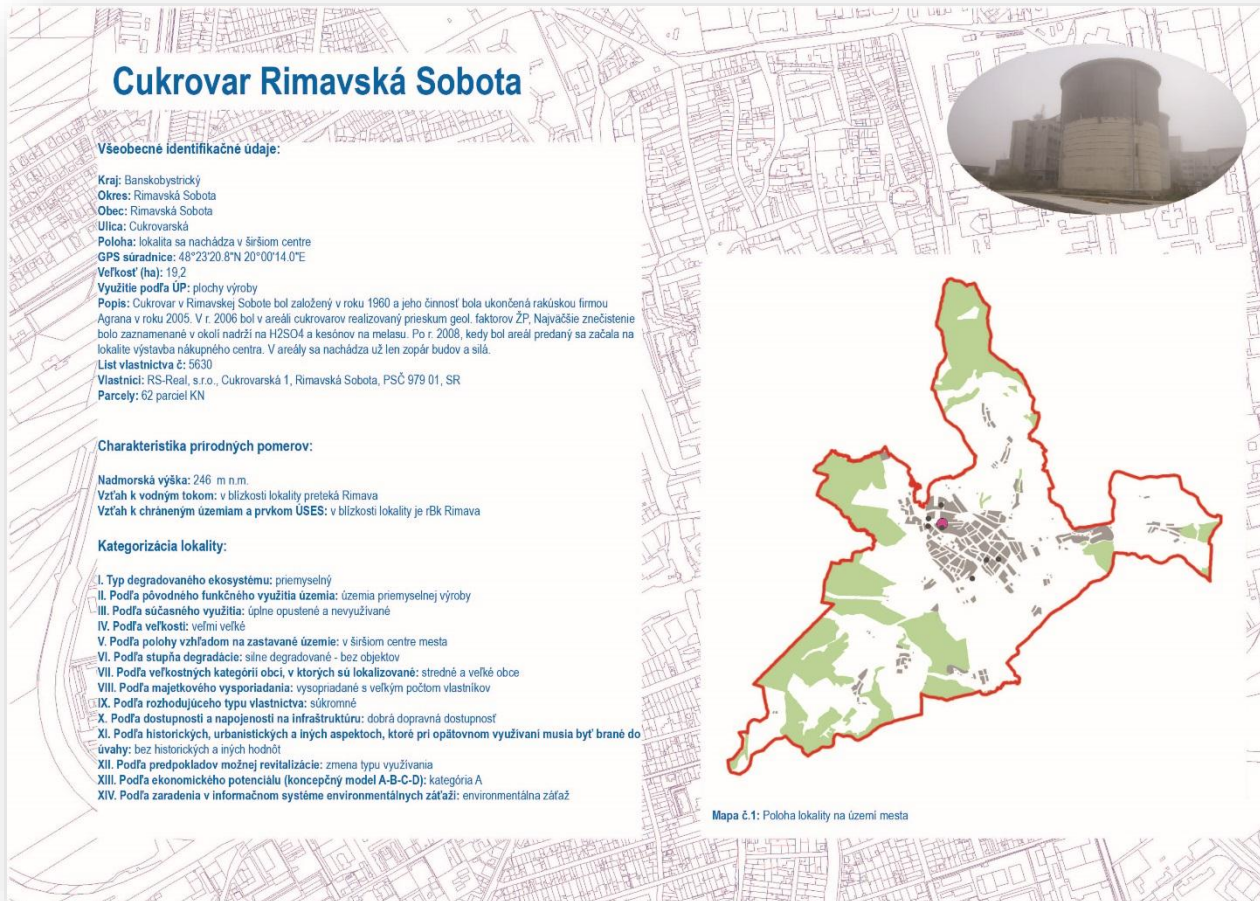 Cukrovar Rimavská Sobota
Všeobecné identifikačné údaje:
Kraj: Banskobystrický
Okres: Rimavská Sobota
Obec: Rimavská Sobota
Ulica: Cukrovarská
Poloha: lokalita sa nachádza v širšiom centre
GPS súradnice: 48°23'20.8"N 20°00'14.0"E
Veľkosť (ha): 19,2
Využitie podľa ÚP: plochy výroby
Popis: Cukrovar v Rimavskej Sobote bol založený v roku 1960 a jeho činnosť bola ukončená rakúskou firmou
Agrana v roku 2005. V r. 2006 bol v areáli cukrovarov realizovaný prieskum geol. faktorov ŽP, Najväčšie znečistenie
bolo zaznamenané v okolí nadrží na H2SO4 a kesónov na melasu. Po r. 2008, kedy bol areál predaný sa začala na
lokalite výstavba nákupného centra. V areály sa nachádza už len zopár budov a silá.
List vlastníctva č: 5630
Vlastníci: RS-Real, s.r.o., Cukrovarská 1, Rimavská Sobota, PSČ 979 01, SR
Parcely: 62 parciel KN
Charakteristika prírodných pomerov:
Nadmorská výška: 246 m n.m.
Vzťah k vodným tokom: v blízkosti lokality preteká Rimava
Vzťah k chráneným územiam a prvkom ÚSES: v blízkosti lokality je rBk Rimava
Kategorizácia lokality:
I. Typ degradovaného ekosystému: priemyselný
II. Podľa pôvodného funkčného využitia územia: územia priemyselnej výroby
III. Podľa súčasného využitia: úplne opustené a nevyužívané
IV. Podľa veľkosti: veľmi veľké
V. Podľa polohy vzhľadom na zastavané územie: v širšiom centre mesta
VI. Podľa stupňa degradácie: silne degradované - bez objektov
VII. Podľa veľkostných kategórií obcí, v ktorých sú lokalizované: stredné a veľké obce
VIII. Podľa majetkového vysporiadania: vysopriadané s veľkým počtom vlastníkov
IX. Podľa rozhodujúceho typu vlastníctva: súkromné
X. Podľa dostupnosti a napojenosti na infraštruktúru: dobrá dopravná dostupnosť
XI. Podľa historických, urbanistických a iných aspektoch, ktoré pri opätovnom využívaní musia byť brané do
úvahy: bez historických a iných hodnôt
XII. Podľa predpokladov možnej revitalizácie: zmena typu využívania
XIII. Podľa ekonomického potenciálu (koncepčný model A-B-C-D): kategória A
XIV. Podľa zaradenia v informačnom systéme environmentálnych záťaží: environmentálna záťaž
Mapa č.1: Poloha lokality na území mesta